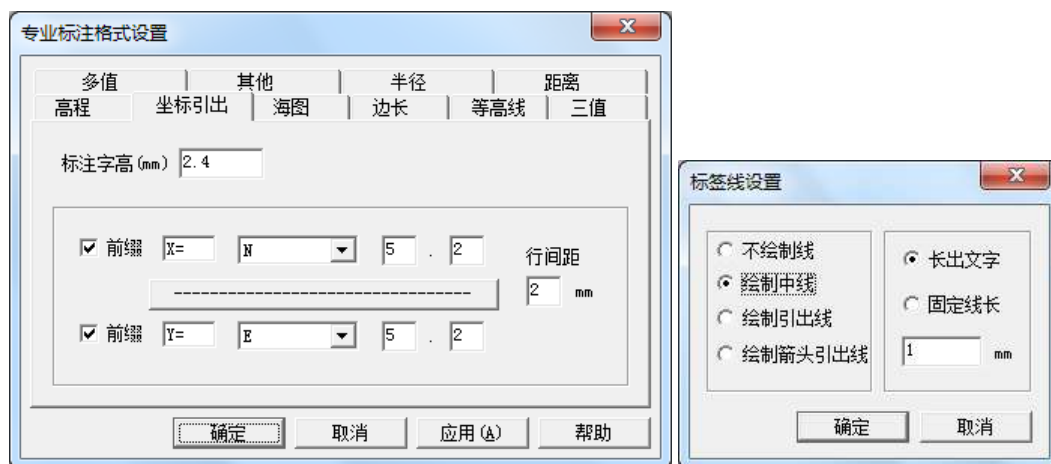 专业标注格式设置
多值 其他 半径 距离
高程 坐标引出 海图 边长 等高线 三值
标注字高(mm) 2.4
前缀 X= N 5 . 2
行间距
---------------------------------
2 mm
前缀 Y= E 5 . 2
确定 取消 应用(A) 帮助
标签线设置
不绘制线
绘制中线
绘制引出线
绘制箭头引出线
长出文字
固定线长
1 mm
确定 取消